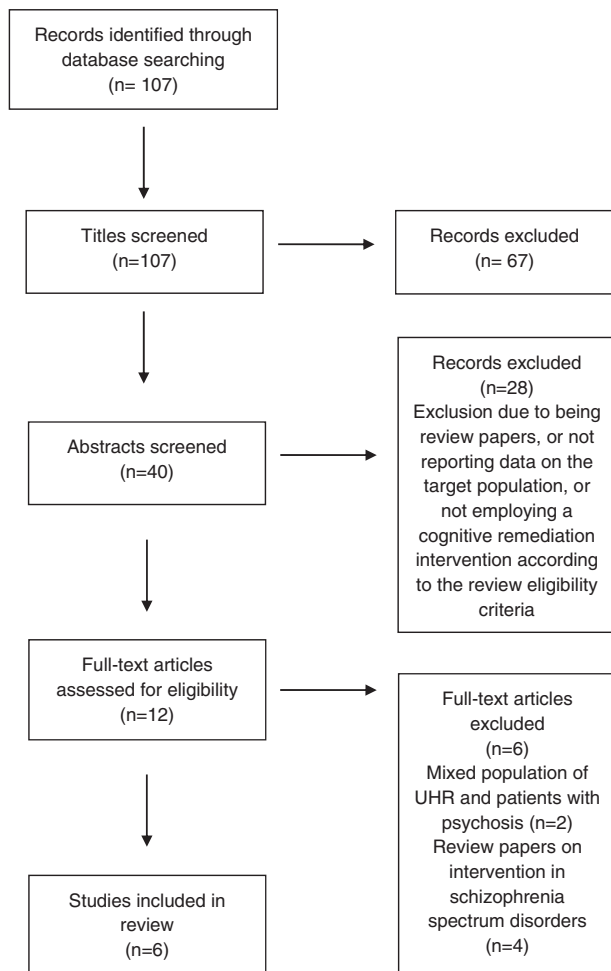 Records identified through
database searching
(n= 107)
Titles screened
(n=107)
Records excluded
(n= 67)
Abstracts screened
(n=40)
Records excluded
(n=28)
Exclusion due to being
review papers, or not
reporting data on the
target population, or
not employing a
cognitive remediation
intervention according
to the review eligibility
criteria
Full-text articles
assessed for eligibility
(n=12)
Full-text articles
excluded
(n=6)
Mixed population of
UHR and patients with
psychosis (n=2)
Review papers on
intervention in
schizophrenia
spectrum disorders
(n=4)
Studies included in
review
(n=6)